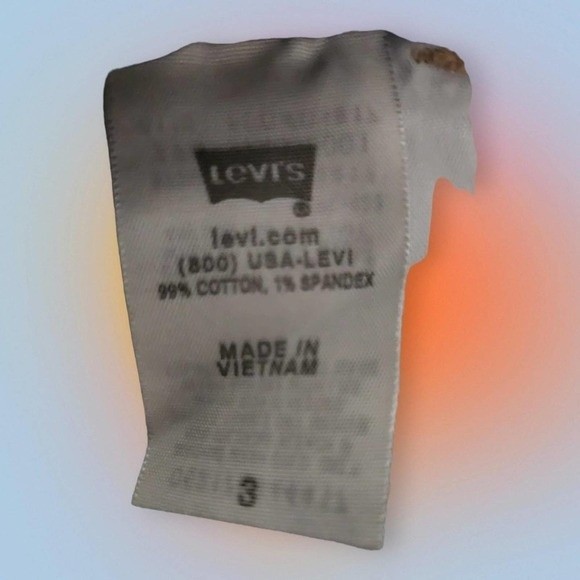 Levi's
levi.com
(800) USA-LEVI
99% COTTON, 1% SPANDEX
MADE IN
VIETNAM
3